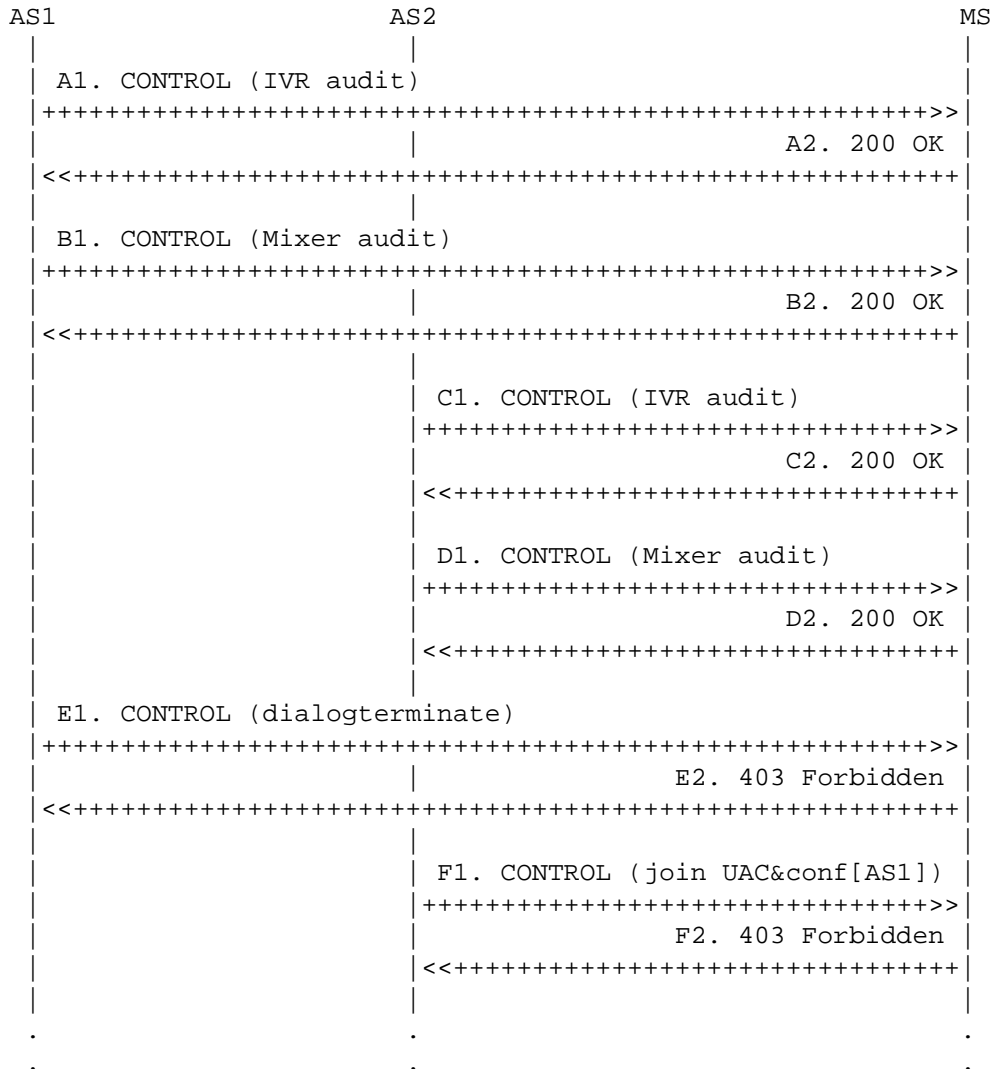 AS1 AS2 MS
A1. CONTROL (IVR audit)
++++++++++++++++++++++++++++++++++++++++++++++++++++++++>>
A2. 200 OK
<<++++++++++++++++++++++++++++++++++++++++++++++++++++++++
B1. CONTROL (Mixer audit)
++++++++++++++++++++++++++++++++++++++++++++++++++++++++>>
B2. 200 OK
<<++++++++++++++++++++++++++++++++++++++++++++++++++++++++
C1. CONTROL (IVR audit)
++++++++++++++++++++++++++++++++>>
C2. 200 OK
<<++++++++++++++++++++++++++++++++
D1. CONTROL (Mixer audit)
++++++++++++++++++++++++++++++++>>
D2. 200 OK
<<++++++++++++++++++++++++++++++++
E1. CONTROL (dialogterminate)
++++++++++++++++++++++++++++++++++++++++++++++++++++++++>>
E2. 403 Forbidden
<<++++++++++++++++++++++++++++++++++++++++++++++++++++++++
F1. CONTROL (join UAC&conf[AS1])
++++++++++++++++++++++++++++++++>>
F2. 403 Forbidden
<<++++++++++++++++++++++++++++++++
. . .
. . .